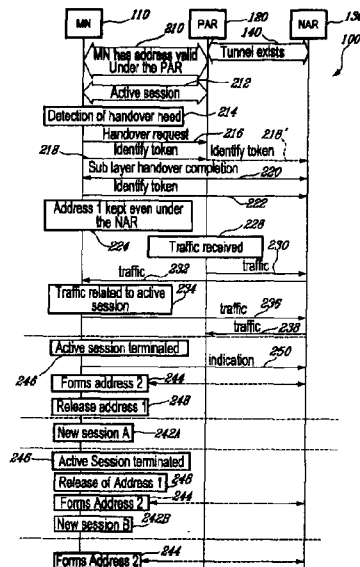 110
120
130
MN
PAR
NAR
210
140
100
MN has address valid
Under the PAR
Tunnel exists
212
Active session
Detection of handover need
214
Handover request
216
218
Identify token
Identify token
218'
Sub layer handover completion
220
Identify token
222
Address 1 kept even under
the NAR
224
228
Traffic received
traffic
232
traffic
230
Traffic related to active
session
234
traffic
236
traffic
238
Active session terminated
246
indication
250
Forms address 2
244
Release address 1
248
New session A
242A
246
Active Session terminated
Release of Address 1
248
Forms Address 2
244
New session B
242B
Forms Address 2
244